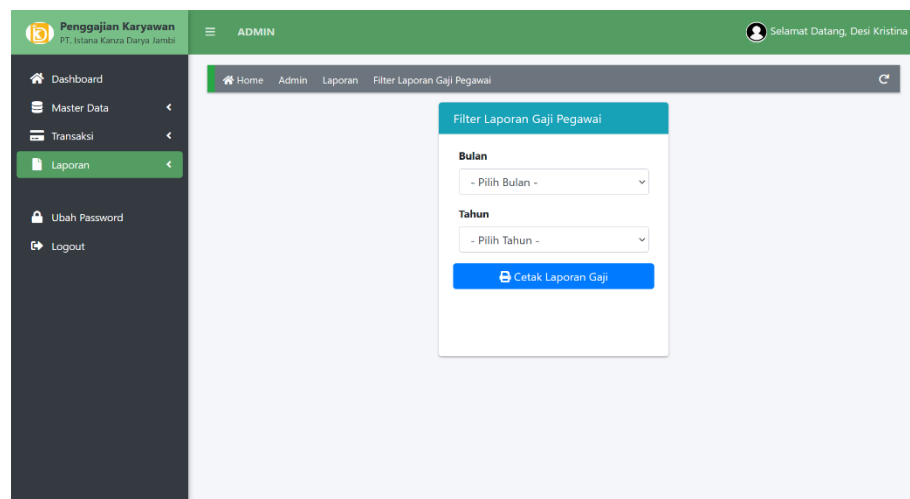 Penggajian Karyawan
PT. Istana Kanza Darya Jambi
ADMIN
Selamat Datang, Desi Kristina
Dashboard
Master Data
Transaksi
Laporan
Ubah Password
Logout
Home Admin Laporan Filter Laporan Gaji Pegawai
Filter Laporan Gaji Pegawai
Bulan
- Pilih Bulan -
Tahun
- Pilih Tahun -
Cetak Laporan Gaji